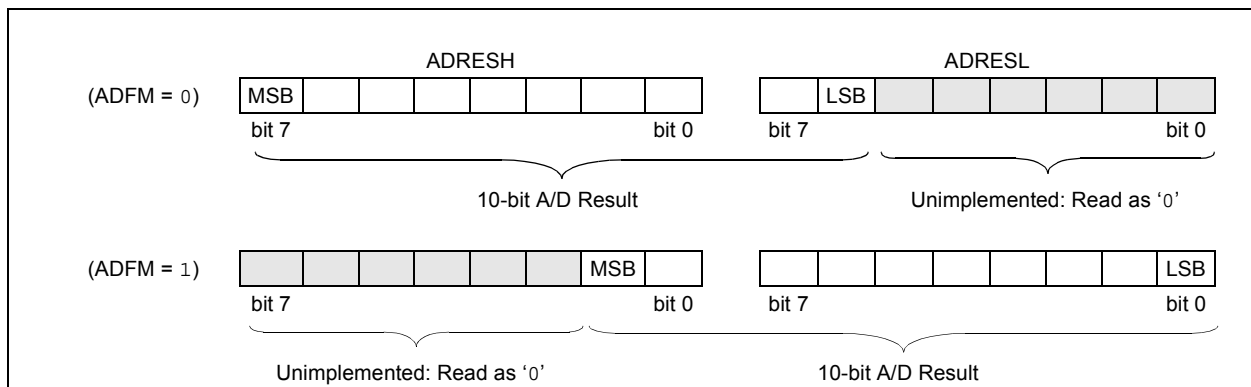 ADRESH ADRESL
(ADFM = 0) MSB LSB
bit 7 bit 0 bit 7 bit 0
10-bit A/D Result Unimplemented: Read as ‘0’
(ADFM = 1) MSB LSB
bit 7 bit 0 bit 7 bit 0
Unimplemented: Read as ‘0’ 10-bit A/D Result